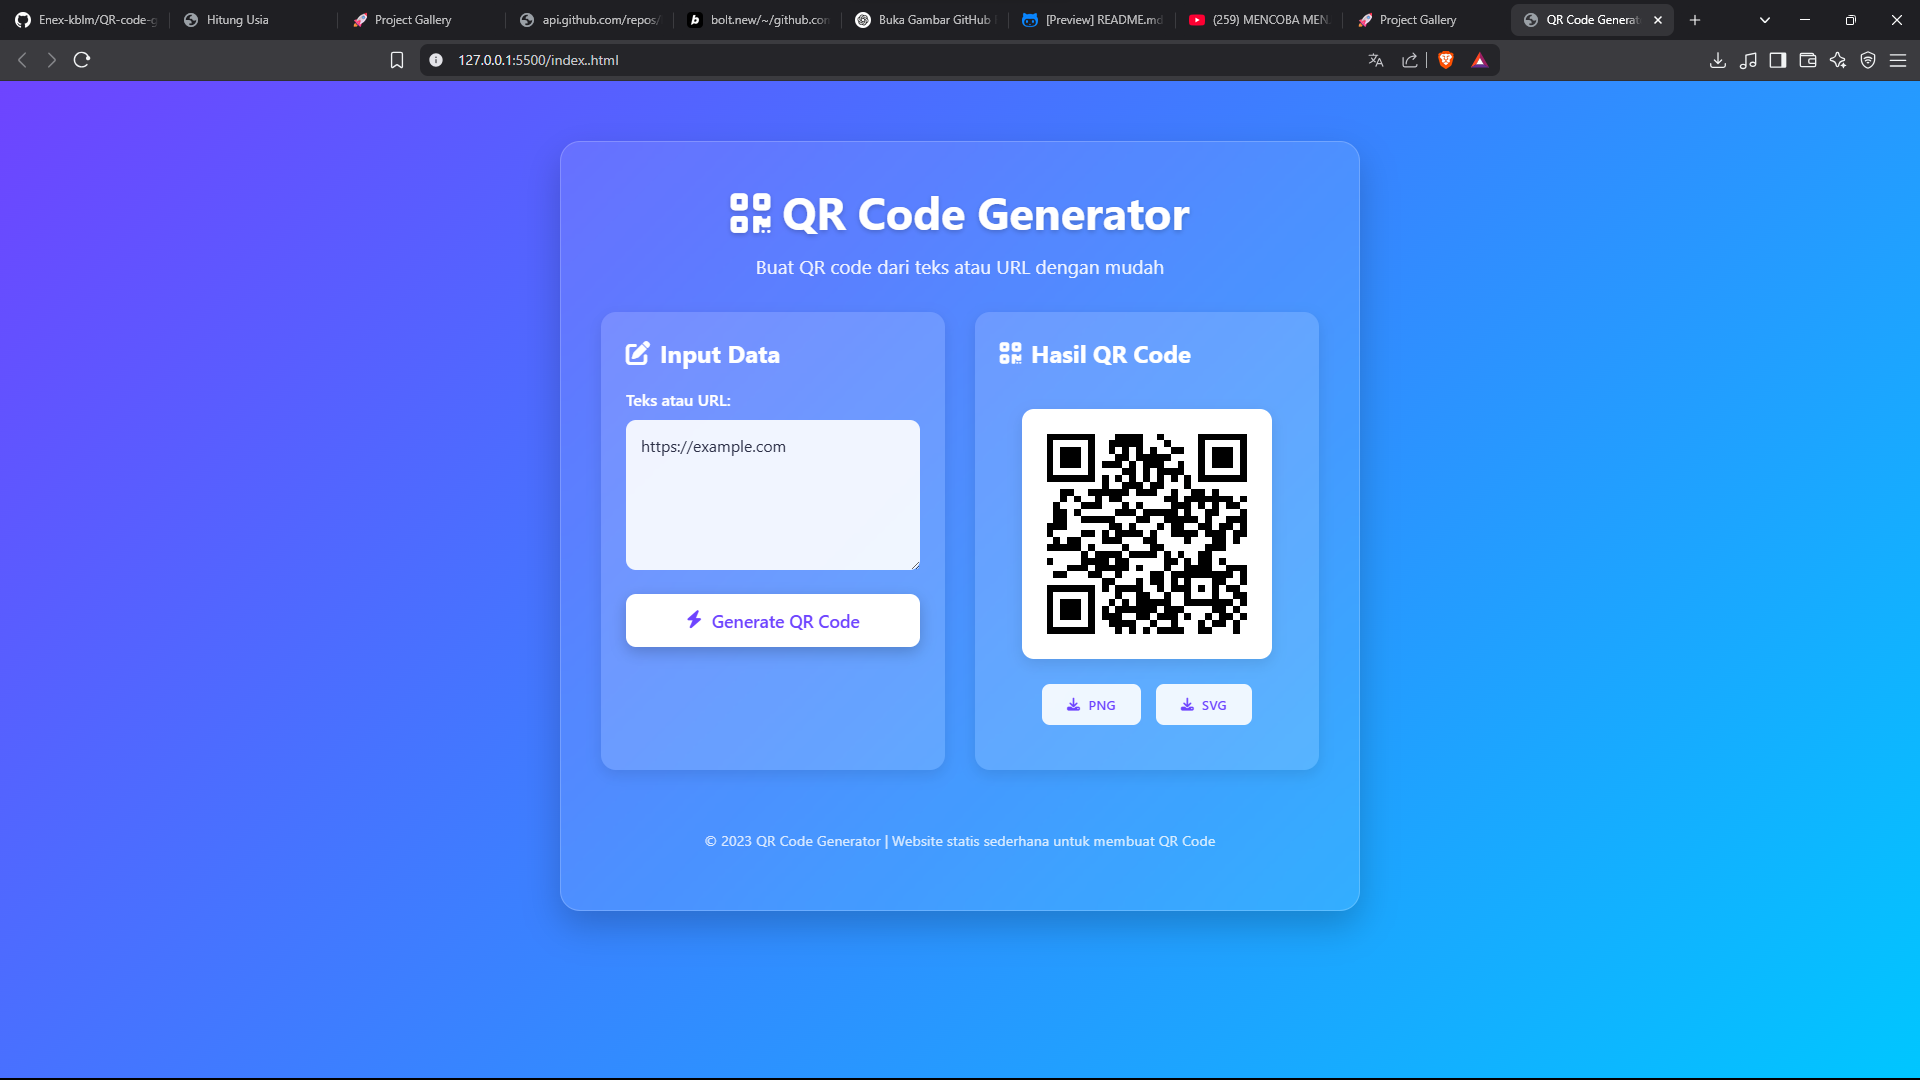 Enex-kblm/QR-code-g
Hitung Usia
Project Gallery
api.github.com/repos/
bolt.new/~/github.com
Buka Gambar GitHub
[Preview] README.md
(259) MENCOBA MEN
Project Gallery
QR Code Generat
127.0.0.1:5500/index..html
QR Code Generator
Buat QR code dari teks atau URL dengan mudah
Input Data
Teks atau URL:
https://example.com
Generate QR Code
Hasil QR Code
PNG
SVG
© 2023 QR Code Generator | Website statis sederhana untuk membuat QR Code